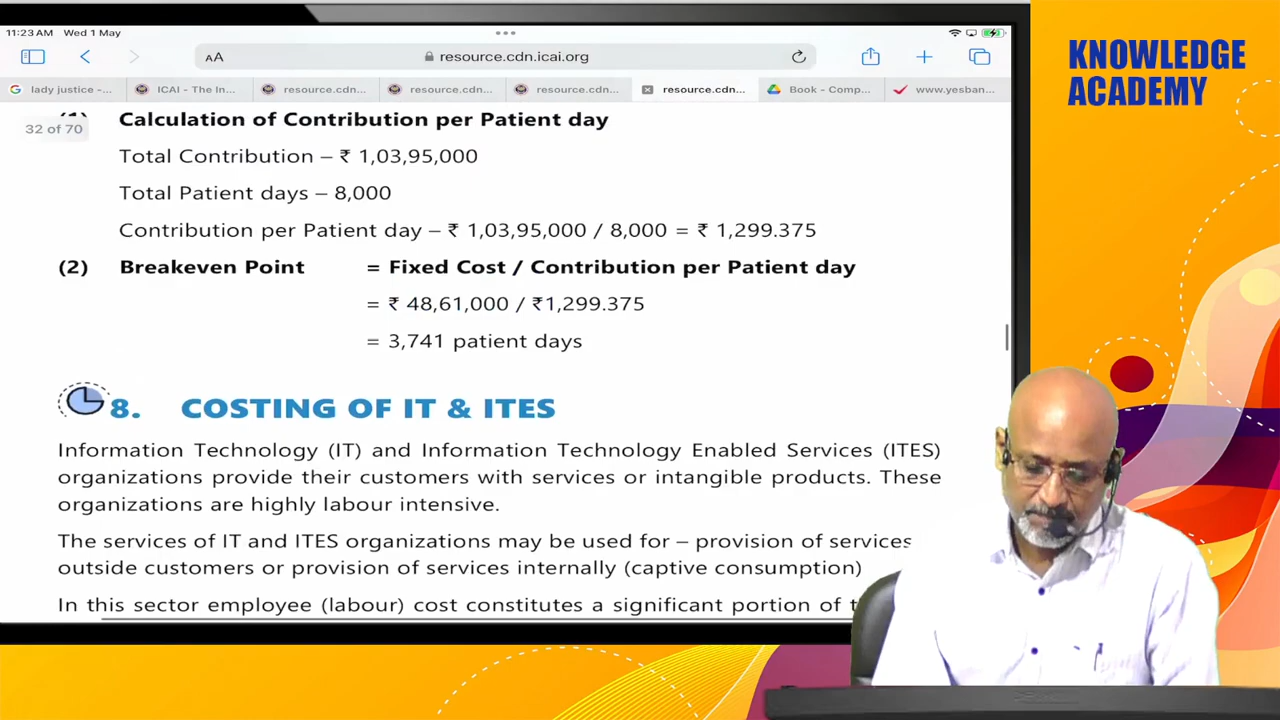 11:23 AM Wed 1 May
AA
resource.cdn.icai.org
lady justice -...
ICAI - The In...
resource.cdn...
resource.cdn...
resource.cdn...
resource.cdn...
Book - Comp...
www.yesban...
KNOWLEDGE
ACADEMY
32 of 70
(1) Calculation of Contribution per Patient day
Total Contribution – ₹ 1,03,95,000
Total Patient days – 8,000
Contribution per Patient day – ₹ 1,03,95,000 / 8,000 = ₹ 1,299.375
(2) Breakeven Point = Fixed Cost / Contribution per Patient day
= ₹ 48,61,000 / ₹1,299.375
= 3,741 patient days
8. COSTING OF IT & ITES
Information Technology (IT) and Information Technology Enabled Services (ITES)
organizations provide their customers with services or intangible products. These
organizations are highly labour intensive.
The services of IT and ITES organizations may be used for – provision of services
outside customers or provision of services internally (captive consumption)
In this sector employee (labour) cost constitutes a significant portion of